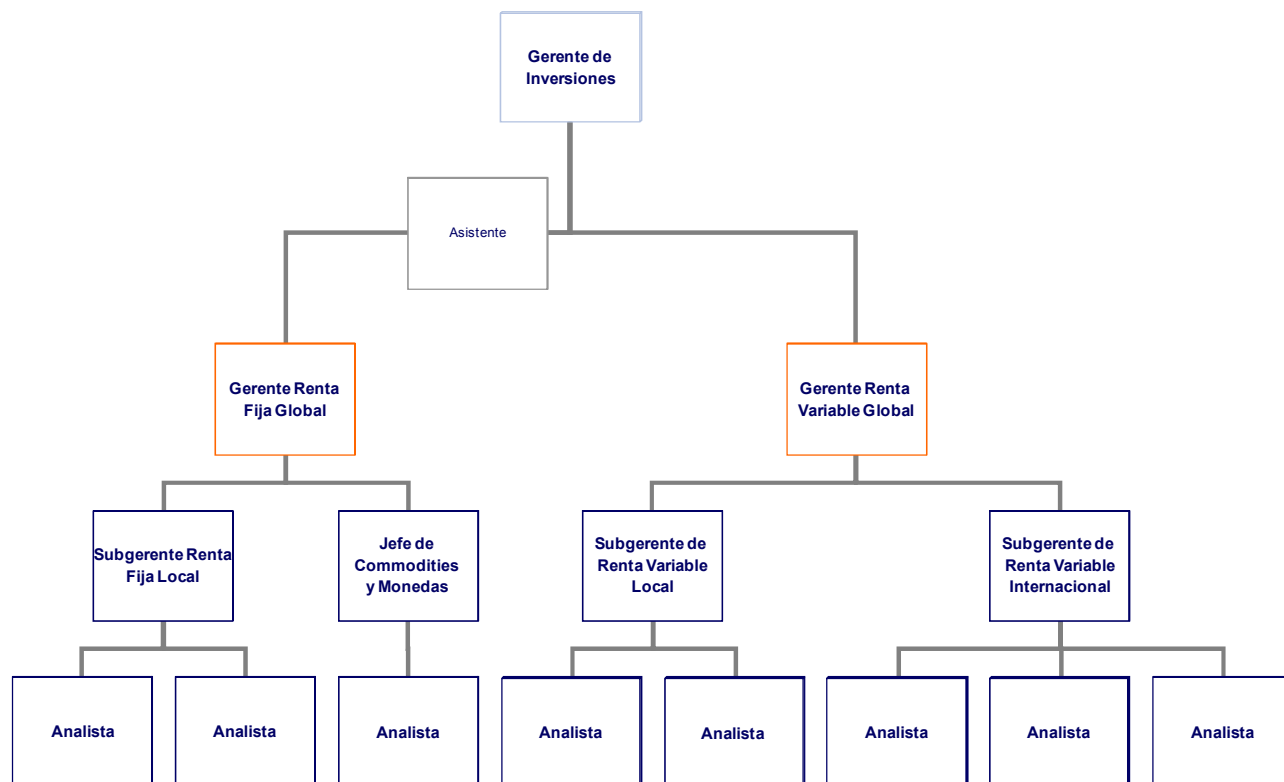 Gerente de
Inversiones
Asistente
Gerente Renta
Fija Global
Gerente Renta
Variable Global
Subgerente Renta
Fija Local
Jefe de
Commodities
y Monedas
Subgerente de
Renta Variable
Local
Subgerente de
Renta Variable
Internacional
Analista
Analista
Analista
Analista
Analista
Analista
Analista
Analista